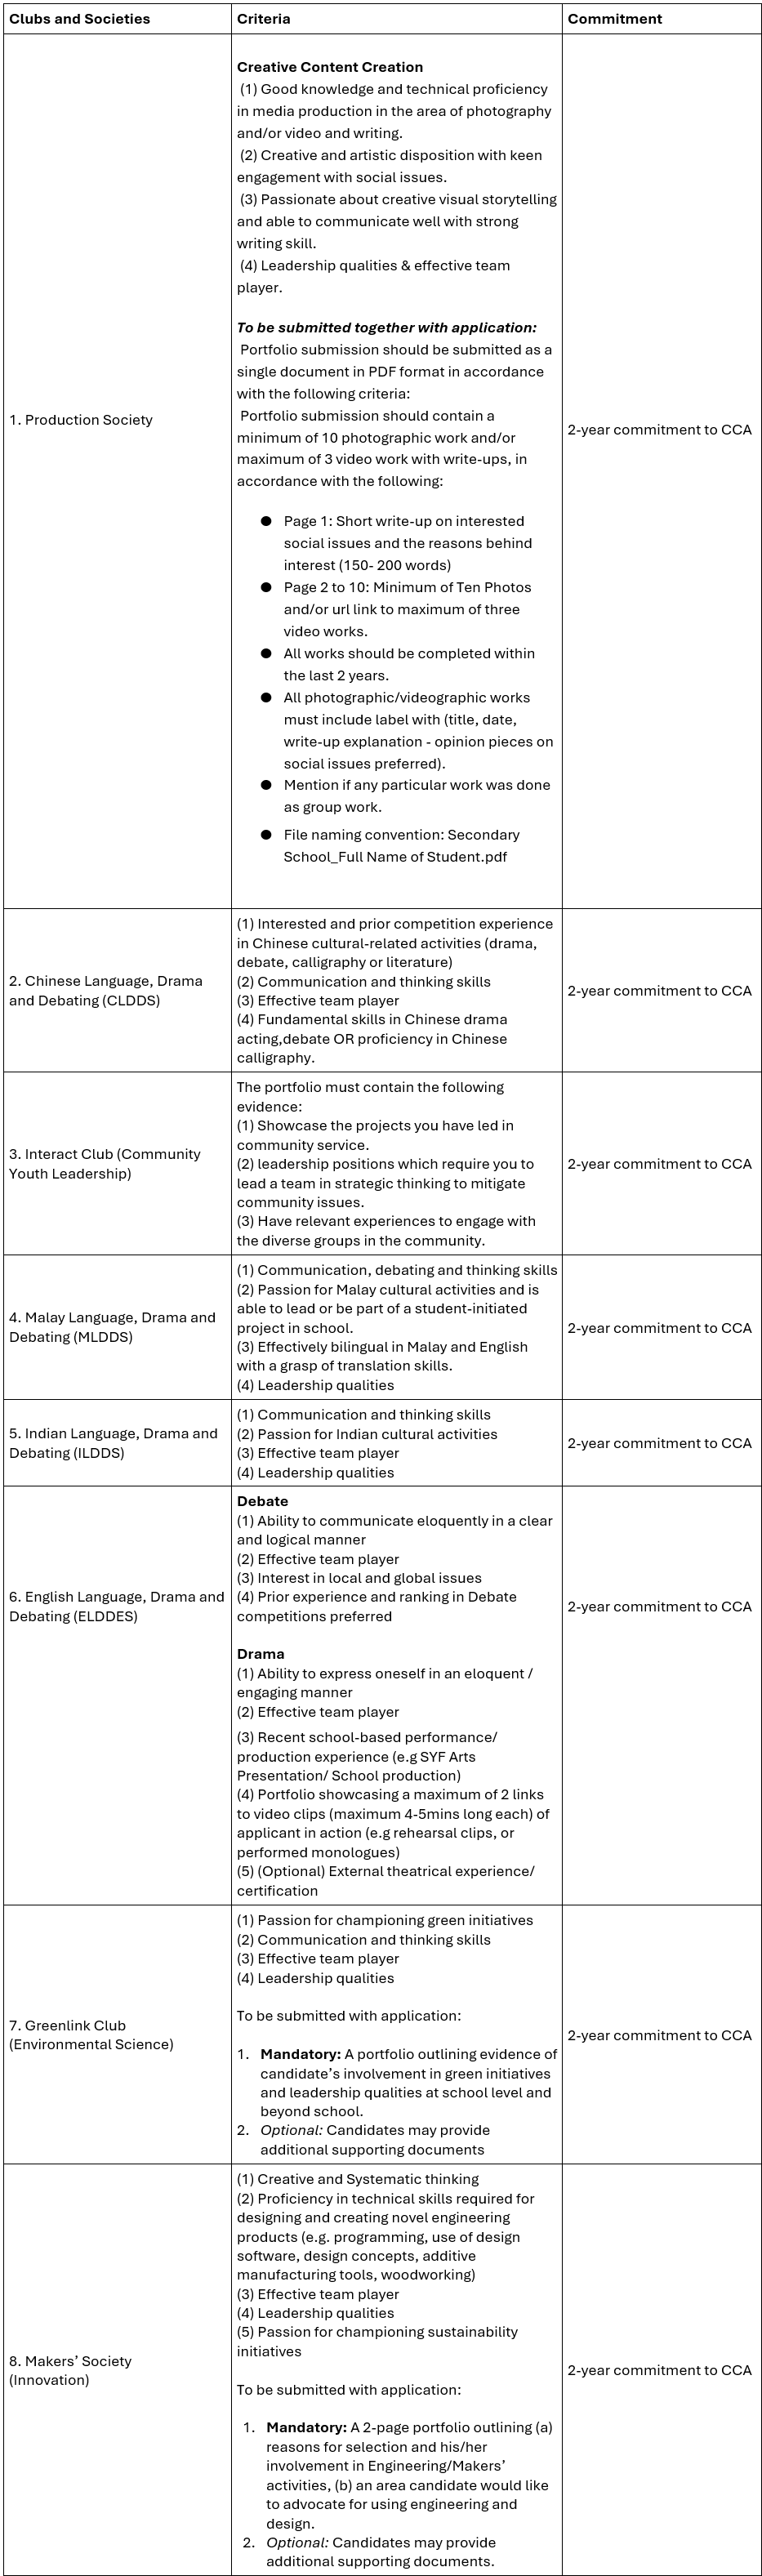 Clubs and Societies
Criteria
Commitment
1. Production Society
Creative Content Creation
(1) Good knowledge and technical proficiency
in media production in the area of photography
and/or video and writing.
(2) Creative and artistic disposition with keen
engagement with social issues.
(3) Passionate about creative visual storytelling
and able to communicate well with strong
writing skill.
(4) Leadership qualities & effective team
player.
To be submitted together with application:
Portfolio submission should be submitted as a
single document in PDF format in accordance
with the following criteria:
Portfolio submission should contain a
minimum of 10 photographic work and/or
maximum of 3 video work with write-ups, in
accordance with the following:
● Page 1: Short write-up on interested
social issues and the reasons behind
interest (150- 200 words)
● Page 2 to 10: Minimum of Ten Photos
and/or url link to maximum of three
video works.
● All works should be completed within
the last 2 years.
● All photographic/videographic works
must include label with (title, date,
write-up explanation - opinion pieces on
social issues preferred).
● Mention if any particular work was done
as group work.
● File naming convention: Secondary
School_Full Name of Student.pdf
2-year commitment to CCA
2. Chinese Language, Drama
and Debating (CLDDS)
(1) Interested and prior competition experience
in Chinese cultural-related activities (drama,
debate, calligraphy or literature)
(2) Communication and thinking skills
(3) Effective team player
(4) Fundamental skills in Chinese drama
acting,debate OR proficiency in Chinese
calligraphy.
2-year commitment to CCA
3. Interact Club (Community
Youth Leadership)
The portfolio must contain the following
evidence:
(1) Showcase the projects you have led in
community service.
(2) leadership positions which require you to
lead a team in strategic thinking to mitigate
community issues.
(3) Have relevant experiences to engage with
the diverse groups in the community.
2-year commitment to CCA
4. Malay Language, Drama and
Debating (MLDDS)
(1) Communication, debating and thinking skills
(2) Passion for Malay cultural activities and is
able to lead or be part of a student-initiated
project in school.
(3) Effectively bilingual in Malay and English
with a grasp of translation skills.
(4) Leadership qualities
2-year commitment to CCA
5. Indian Language, Drama and
Debating (ILDDS)
(1) Communication and thinking skills
(2) Passion for Indian cultural activities
(3) Effective team player
(4) Leadership qualities
2-year commitment to CCA
6. English Language, Drama and
Debating (ELDDES)
Debate
(1) Ability to communicate eloquently in a clear
and logical manner
(2) Effective team player
(3) Interest in local and global issues
(4) Prior experience and ranking in Debate
competitions preferred
Drama
(1) Ability to express oneself in an eloquent /
engaging manner
(2) Effective team player
(3) Recent school-based performance/
production experience (e.g SYF Arts
Presentation/ School production)
(4) Portfolio showcasing a maximum of 2 links
to video clips (maximum 4-5mins long each) of
applicant in action (e.g rehearsal clips, or
performed monologues)
(5) (Optional) External theatrical experience/
certification
2-year commitment to CCA
7. Greenlink Club
(Environmental Science)
(1) Passion for championing green initiatives
(2) Communication and thinking skills
(3) Effective team player
(4) Leadership qualities
To be submitted with application:
1. Mandatory: A portfolio outlining evidence of
candidate’s involvement in green initiatives
and leadership qualities at school level and
beyond school.
2. Optional: Candidates may provide
additional supporting documents
2-year commitment to CCA
8. Makers’ Society
(Innovation)
(1) Creative and Systematic thinking
(2) Proficiency in technical skills required for
designing and creating novel engineering
products (e.g. programming, use of design
software, design concepts, additive
manufacturing tools, woodworking)
(3) Effective team player
(4) Leadership qualities
(5) Passion for championing sustainability
initiatives
To be submitted with application:
1. Mandatory: A 2-page portfolio outlining (a)
reasons for selection and his/her
involvement in Engineering/Makers’
activities, (b) an area candidate would like
to advocate for using engineering and
design.
2. Optional: Candidates may provide
additional supporting documents.
2-year commitment to CCA